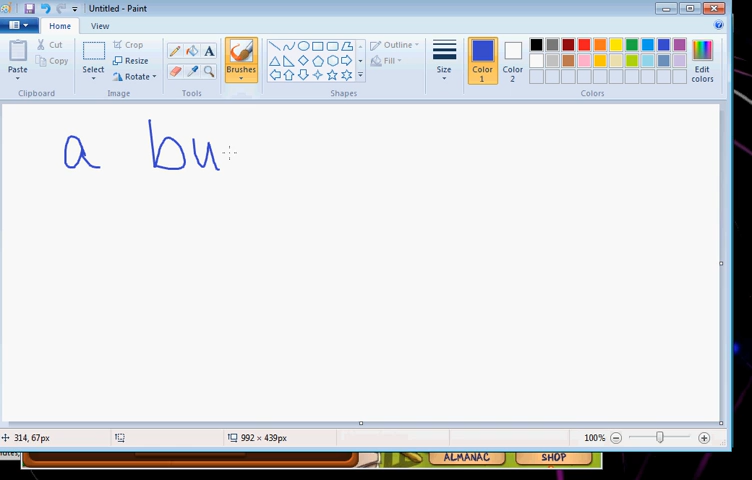 Untitled - Paint
Home View
Cut
Copy
Paste
Clipboard
Select
Crop
Resize
Rotate
Image
A
Tools
Brushes
Shapes
Outline
Fill
Size
Color 1
Color 2
Edit colors
Colors
a bu
314, 67px
992 × 439px
100%
ALMANAC
SHOP